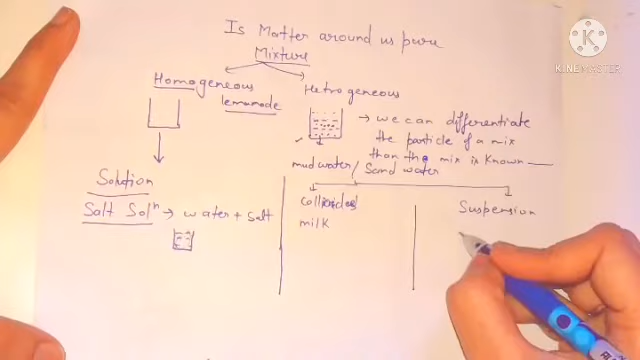 Is Matter around us pure
Mixture
Homogeneous
Hetrogeneous
lemonade
→ we can differentiate
the particle of a mix
than the mix is known
mud water / Sand water
Solution
Salt Solⁿ → water + salt
milk
Suspension
K
KINEMASTER